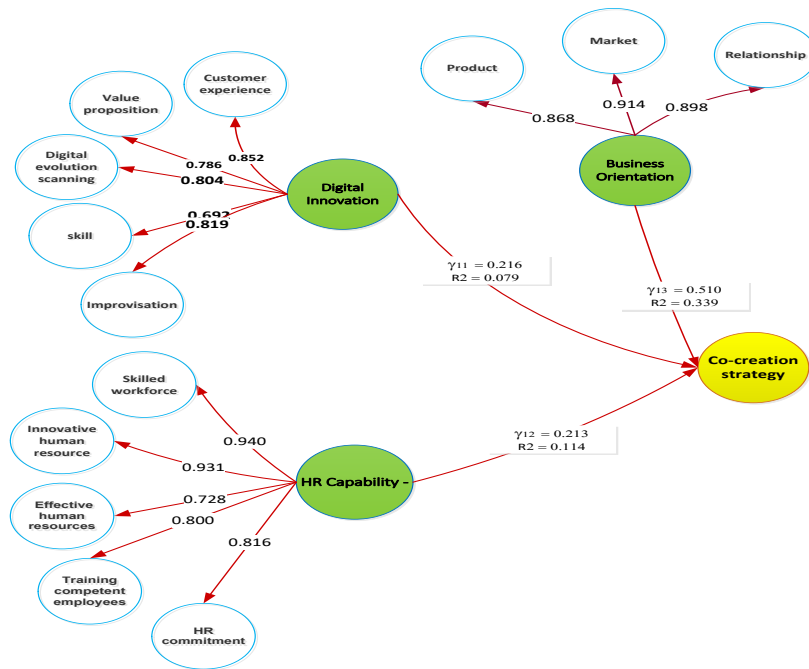 Product
Market
Relationship
0.868
0.914
0.898
Business
Orientation
Customer
experience
Value
proposition
Digital
evolution
scanning
skill
Improvisation
0.852
0.786
0.804
0.692
0.819
Digital
Innovation
γ11 = 0.216
R2 = 0.079
γ13 = 0.510
R2 = 0.339
Co-creation
strategy
Skilled
workforce
Innovative
human
resource
Effective
human
resources
Training
competent
employees
HR
commitment
0.940
0.931
0.728
0.800
0.816
HR Capability -
γ12 = 0.213
R2 = 0.114